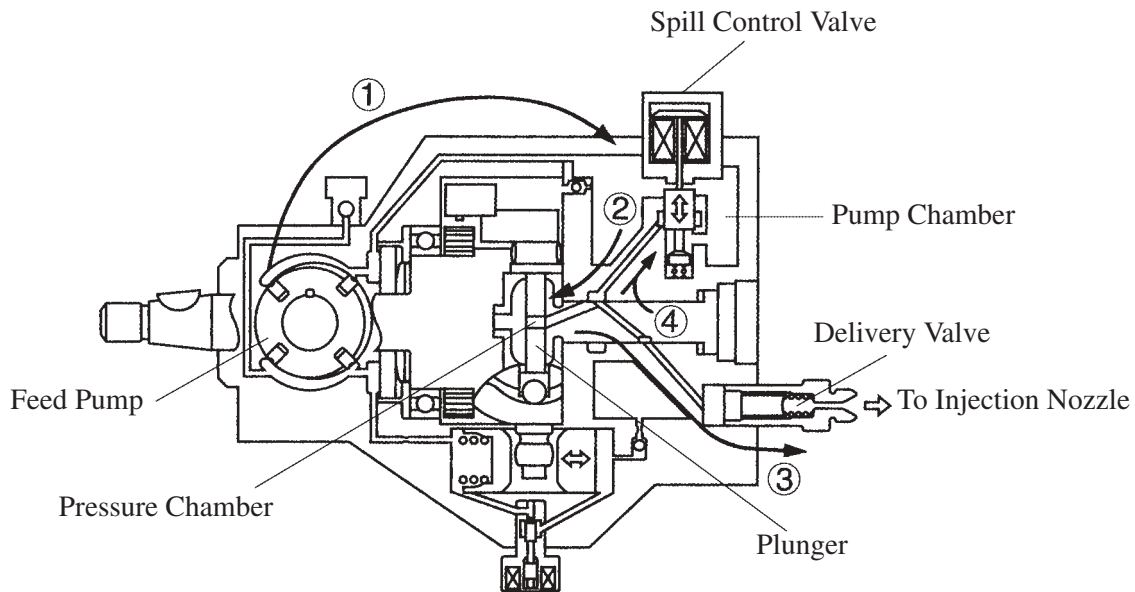 Spill Control Valve
①
②
Pump Chamber
④
Delivery Valve
Feed Pump
To Injection Nozzle
③
Pressure Chamber
Plunger